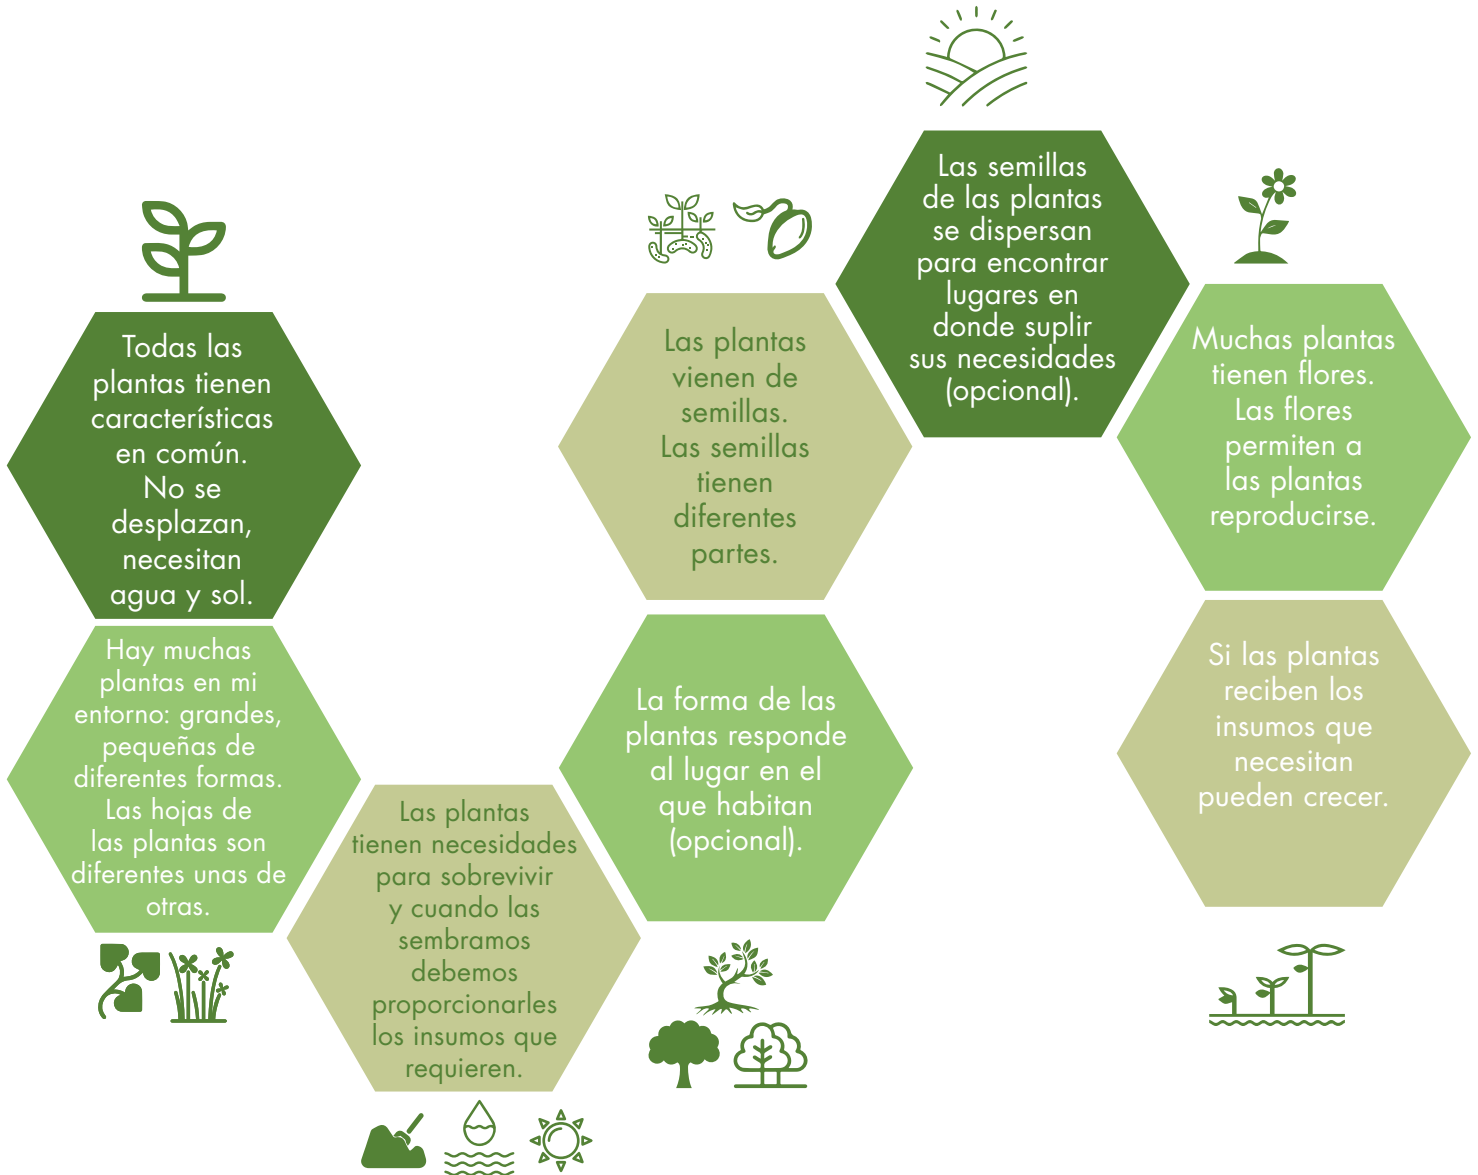 Todas las
plantas tienen
características
en común.
No se
desplazan,
necesitan
agua y sol.
Hay muchas
plantas en mi
entorno: grandes,
pequeñas de
diferentes formas.
Las hojas de
las plantas son
diferentes unas de
otras.
Las plantas
tienen necesidades
para sobrevivir
y cuando las
sembramos
debemos
proporcionarles
los insumos que
requieren.
La forma de las
plantas responde
al lugar en el
que habitan
(opcional).
Las plantas
vienen de
semillas.
Las semillas
tienen
diferentes
partes.
Las semillas
de las plantas
se dispersan
para encontrar
lugares en
donde suplir
sus necesidades
(opcional).
Muchas plantas
tienen flores.
Las flores
permiten a
las plantas
reproducirse.
Si las plantas
reciben los
insumos que
necesitan
pueden crecer.